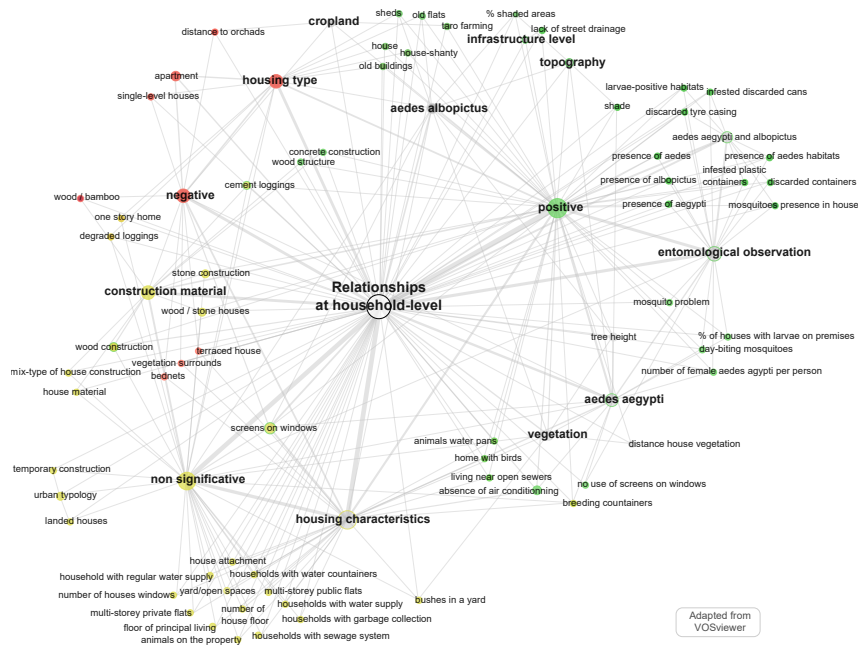 sheds
old flats
% shaded areas
cropland
taro farming
lack of street drainage
distance to orchads
infrastructure level
house
house-shanty
topography
old buildings
apartment
housing type
single-level houses
larvae-positive habitats
infested discarded cans
aedes albopictus
shade
discarded tyre casing
aedes aegypti and albopictus
concrete construction
wood structure
presence of aedes
presence of aedes habitats
infested plastic
containers
cement loggings
presence of albopictus
discarded containers
wood / bamboo
negative
one story home
positive
presence of aegypti
mosquitoes presence in house
degraded loggings
entomological observation
stone construction
construction material
Relationships
at household-level
wood / stone houses
mosquito problem
wood construction
terraced house
tree height
% of houses with larvae on premises
day-biting mosquitoes
vegetation surrounds
mix-type of house construction
bednets
number of female aedes agypti per person
house material
aedes aegypti
screens on windows
animals water pans
vegetation
distance house vegetation
home with birds
temporary construction
non significative
living near open sewers
no use of screens on windows
urban typology
absence of air conditionning
breeding countainers
landed houses
housing characteristics
house attachment
household with regular water supply
households with water countainers
number of houses windows
yard/open spaces
multi-storey public flats
bushes in a yard
multi-storey private flats
number of
house floor
households with water supply
households with garbage collection
floor of principal living
animals on the property
households with sewage system
Adapted from
VOSviewer